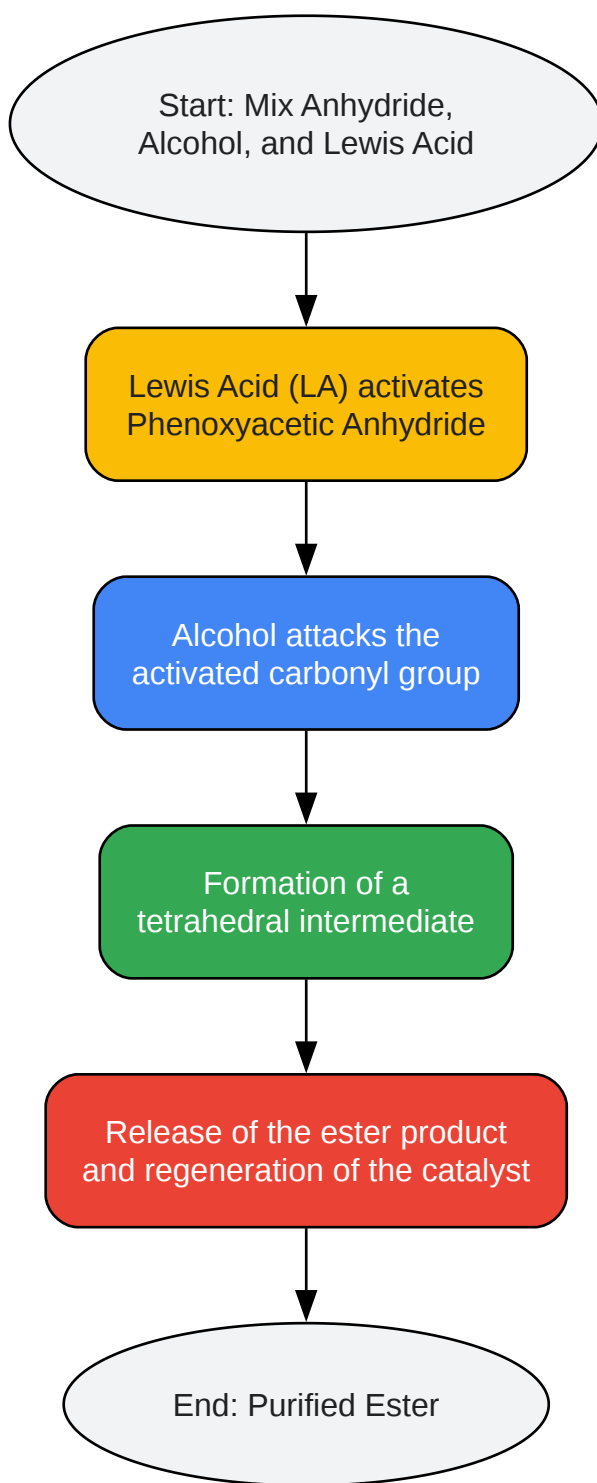 Start: Mix Anhydride,
Alcohol, and Lewis Acid
Lewis Acid (LA) activates
Phenoxyacetic Anhydride
Alcohol attacks the
activated carbonyl group
Formation of a
tetrahedral intermediate
Release of the ester product
and regeneration of the catalyst
End: Purified Ester